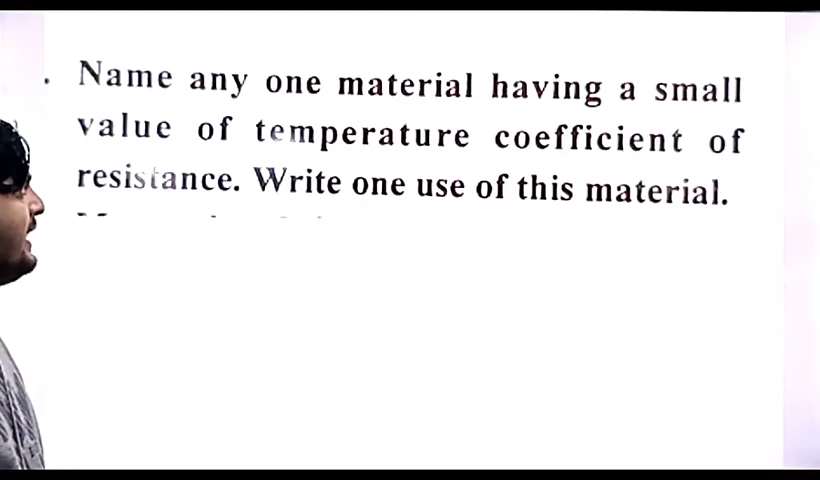 . Name any one material having a small
value of temperature coefficient of
resistance. Write one use of this material.